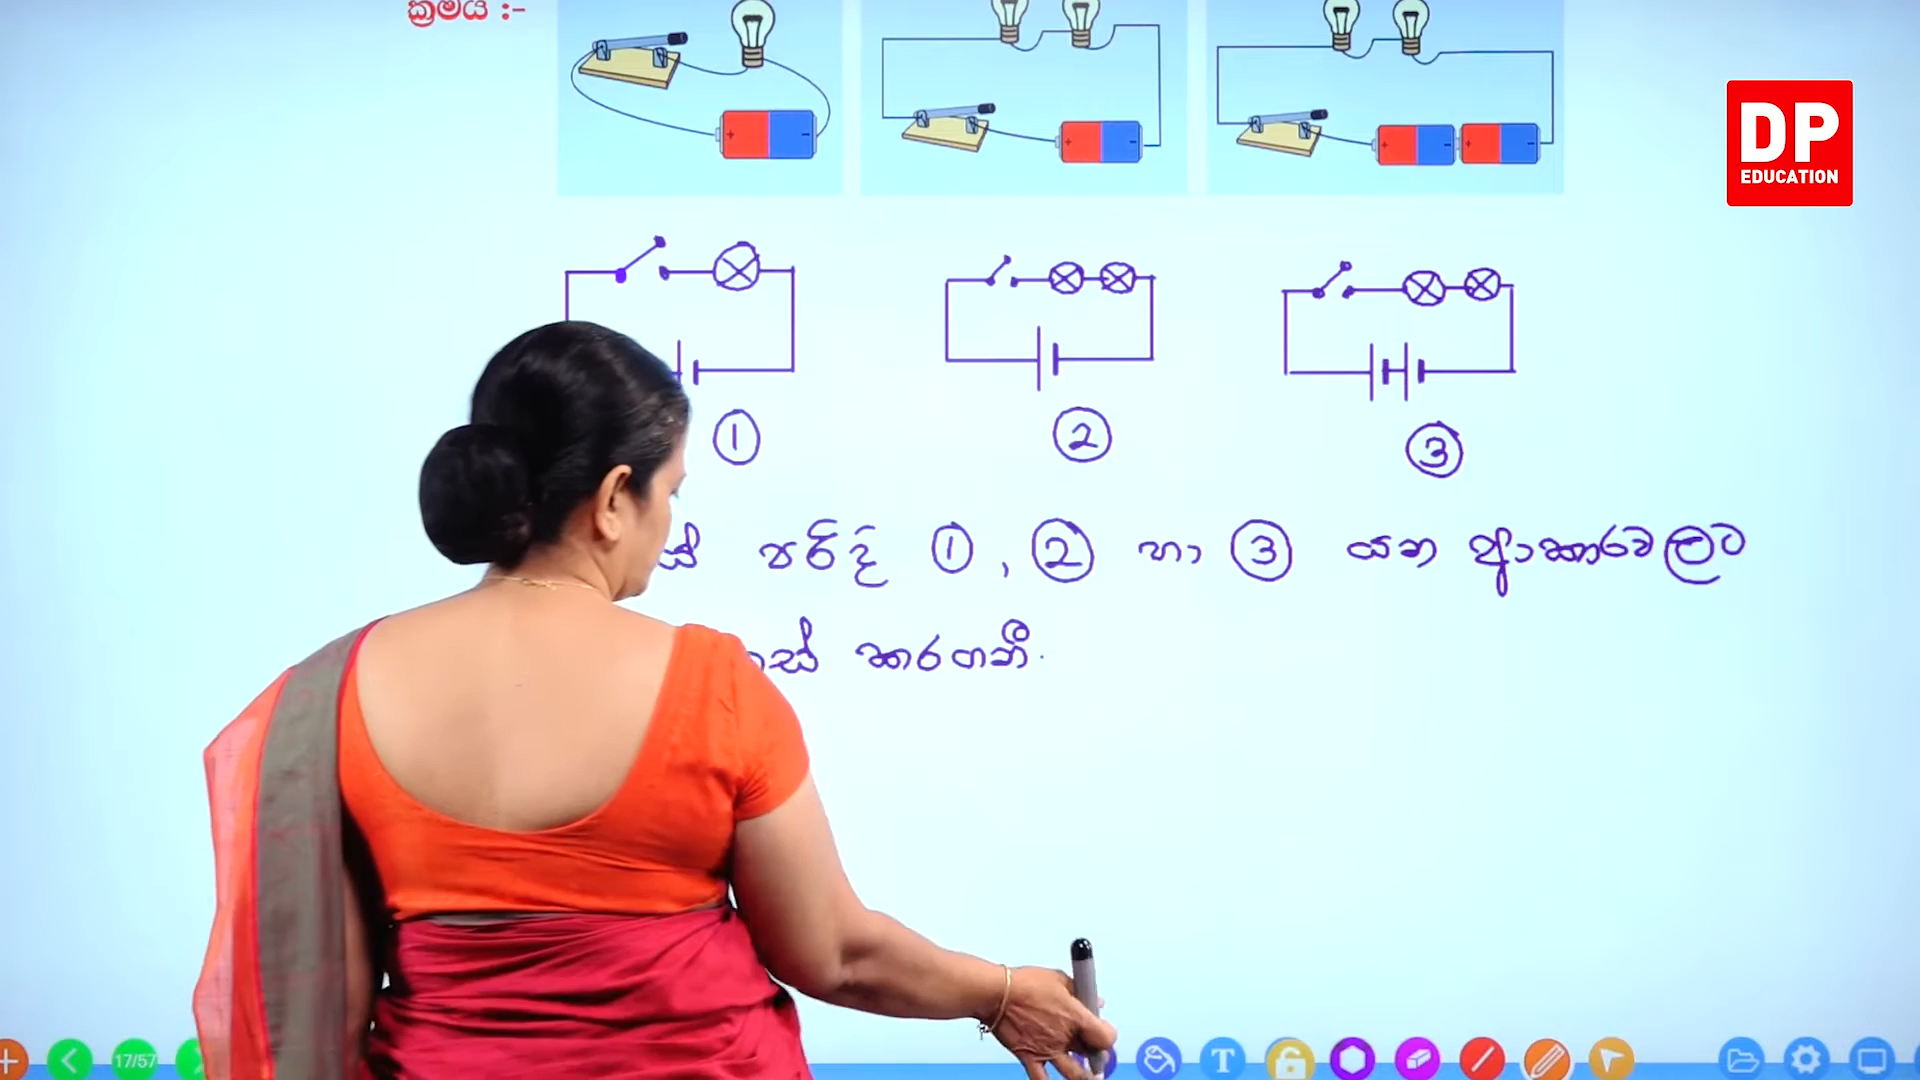 ක්‍රමය :-
DP
EDUCATION
+ - + - + - + -
① ② ③
පරිදි ①, ② හා ③ යන ආකාරවලට
කරගනී.
17/57
T